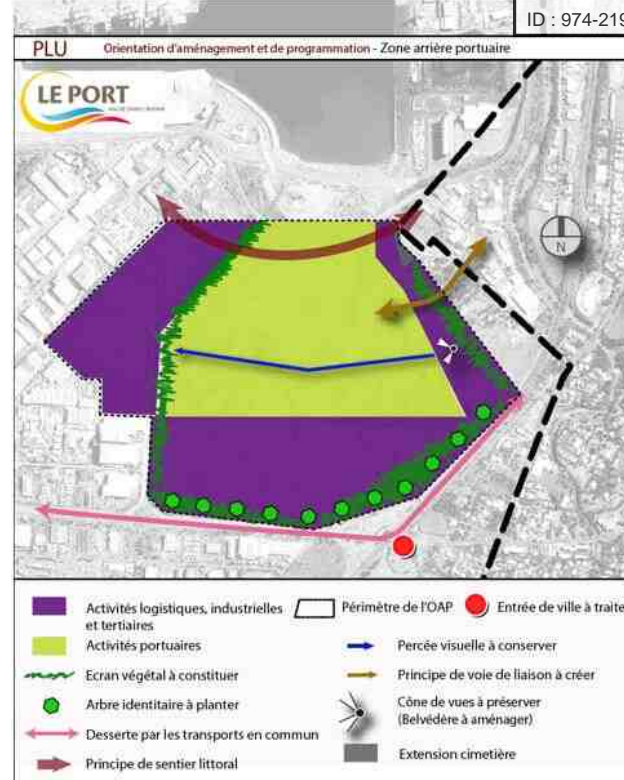 ID : 974-219
PLU Orientation d'aménagement et de programmation - Zone arrière portuaire
LE PORT
N
Activités logistiques, industrielles
et tertiaires
Périmètre de l'OAP
Entrée de ville à traite
Activités portuaires
Percée visuelle à conserver
Ecran végétal à constituer
Principe de voie de liaison à créer
Arbre identitaire à planter
Cône de vues à préserver
(Belvédère à aménager)
Desserte par les transports en commun
Extension cimetière
Principe de sentier littoral